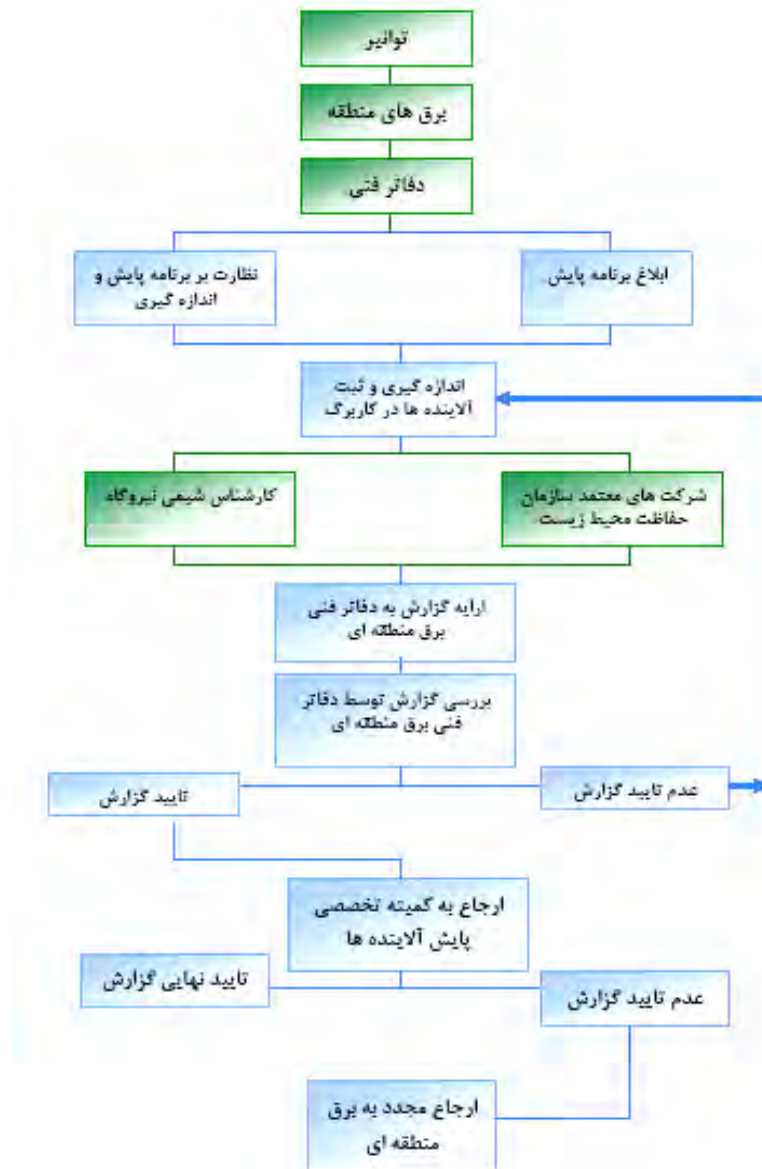 توانیر
برق های منطقه
دفاتر فنی
ابلاغ برنامه پایش
نظارت بر برنامه پایش و
اندازه گیری
اندازه گیری و ثبت
آلاینده ها در کاربرگ
شرکت های معتمد سازمان
حفاظت محیط زیست
کارشناس شیمی نیروگاه
ارایه گزارش به دفاتر فنی
برق منطقه ای
بررسی گزارش توسط دفاتر
فنی برق منطقه ای
عدم تایید گزارش
تایید گزارش
ارجاع به کمیته تخصصی
پایش آلاینده ها
عدم تایید گزارش
تایید نهایی گزارش
ارجاع مجدد به برق
منطقه ای